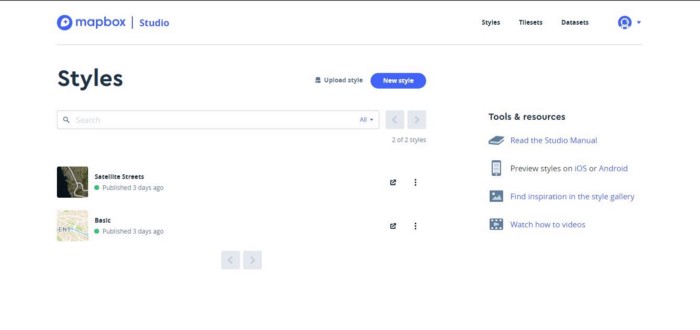 mapbox | Studio
Styles Tilesets Datasets
Styles
Upload style
New style
Search
All
2 of 2 styles
Satellite Streets
Published 3 days ago
Basic
Published 3 days ago
Tools & resources
Read the Studio Manual
Preview styles on iOS or Android
Find inspiration in the style gallery
Watch how to videos